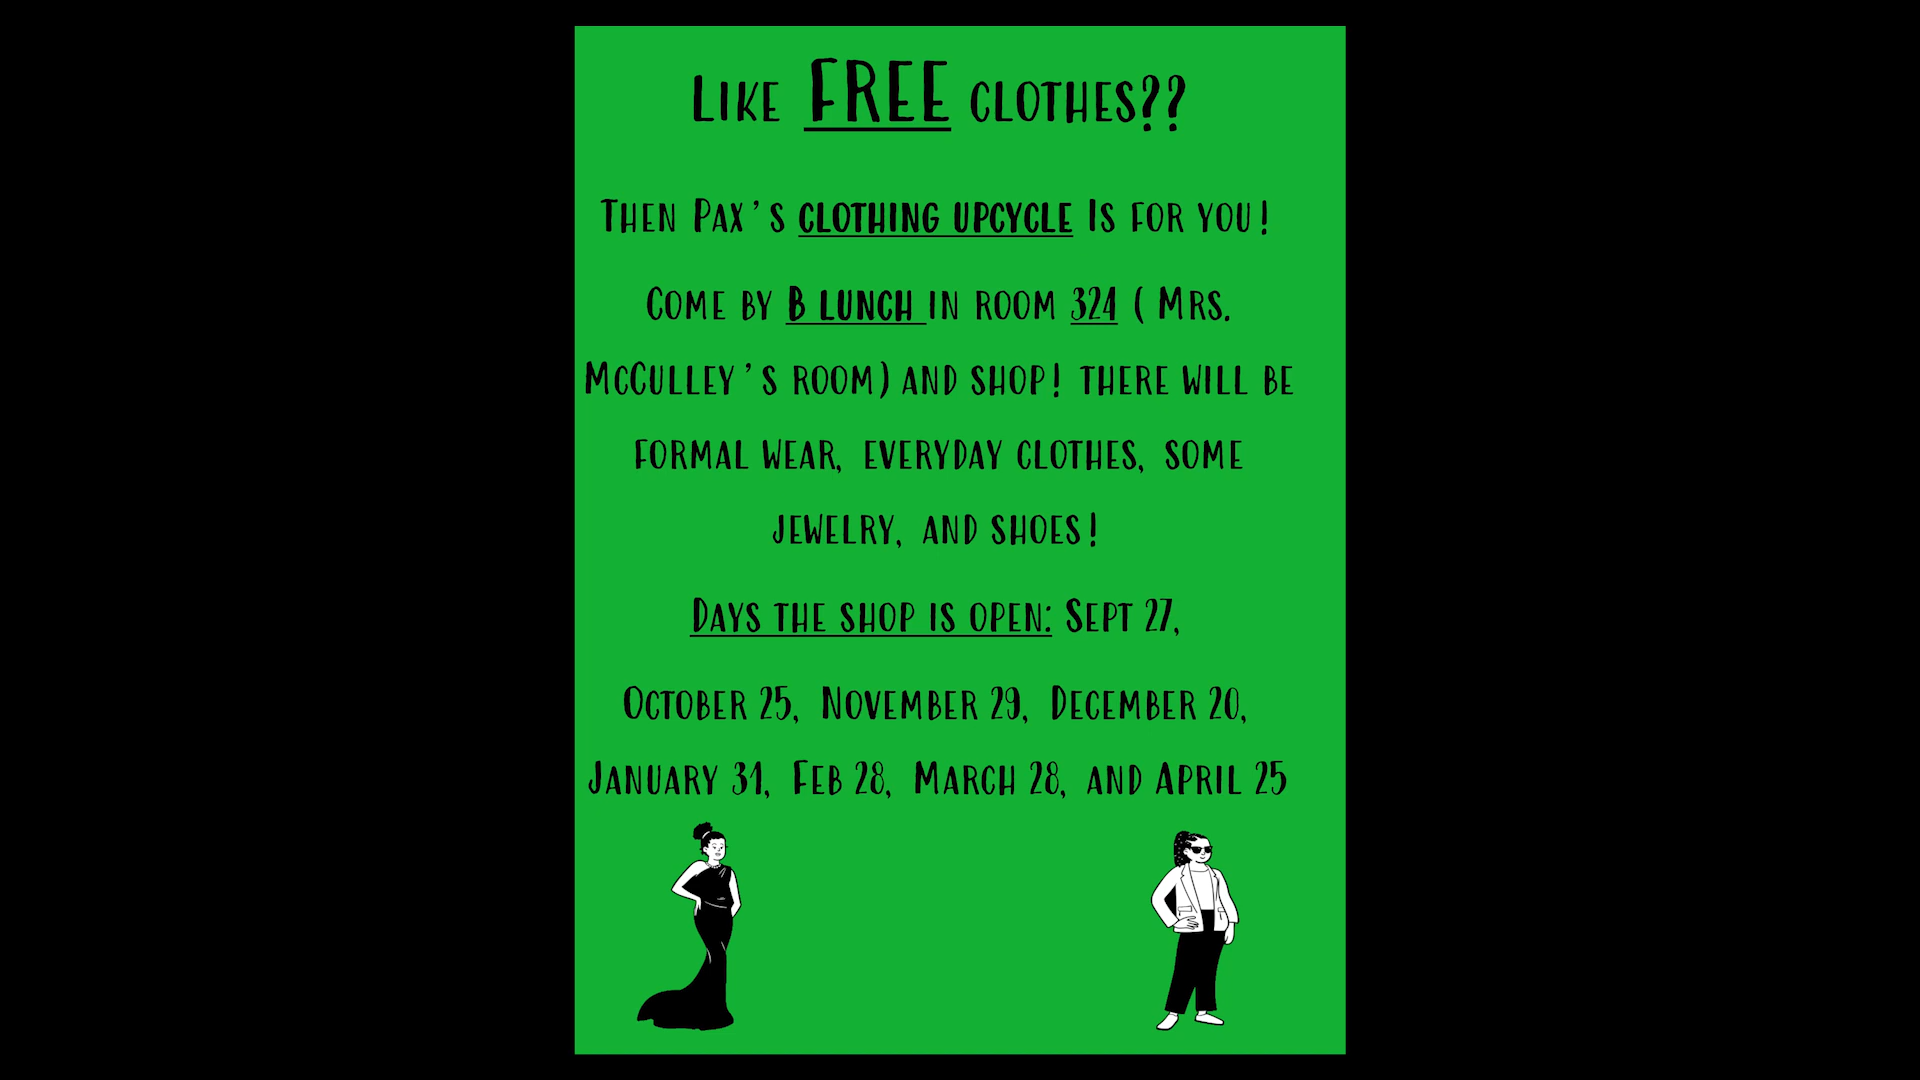 Like FREE clothes??
Then Pax's clothing upcycle Is for you!
Come by B lunch in room 324 ( Mrs.
McCulley's room) and shop! there will be
formal wear, everyday clothes, some
jewelry, and shoes!
Days the shop is open: Sept 27,
October 25, November 29, December 20,
January 31, Feb 28, March 28, and April 25